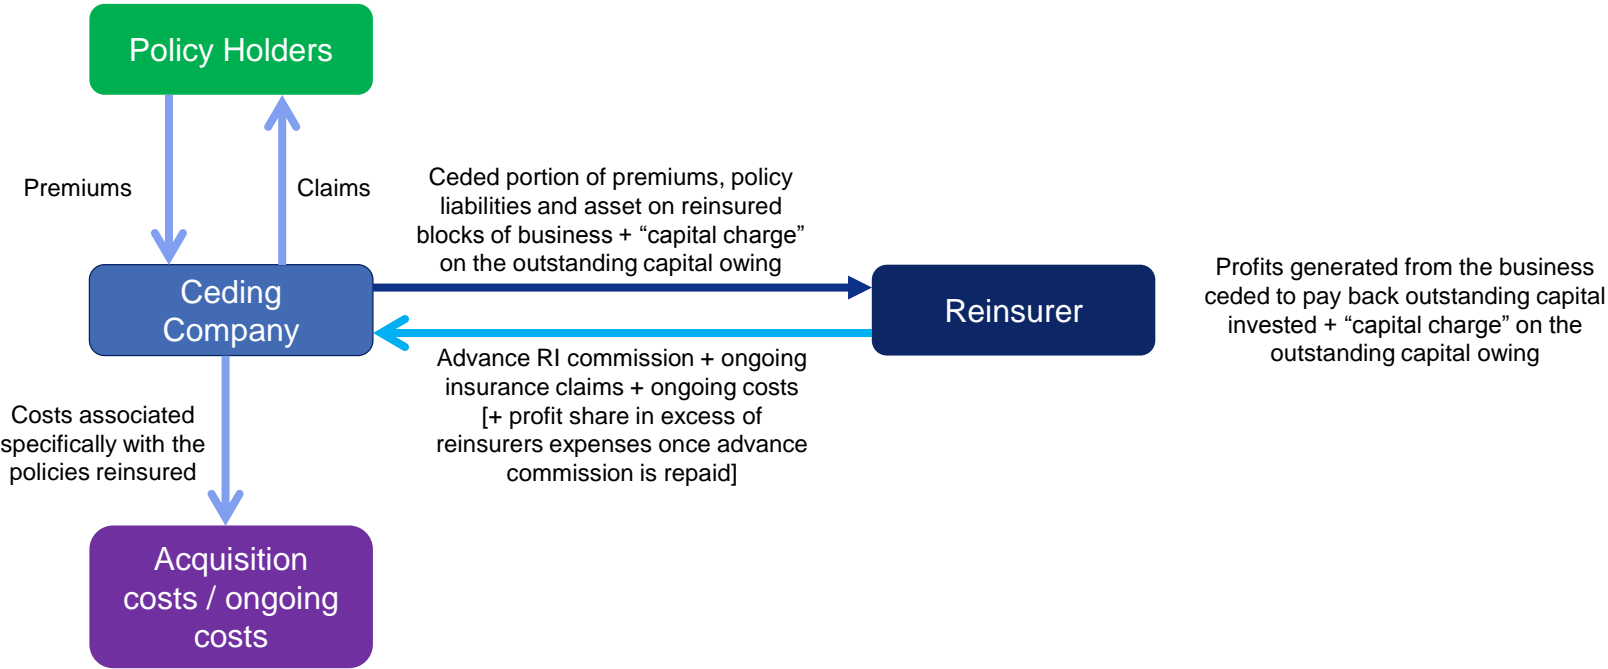 Policy Holders
Premiums
Claims
Ceded portion of premiums, policy
liabilities and asset on reinsured
blocks of business + “capital charge”
on the outstanding capital owing
Ceding
Company
Reinsurer
Profits generated from the business
ceded to pay back outstanding capital
invested + “capital charge” on the
outstanding capital owing
Advance RI commission + ongoing
insurance claims + ongoing costs
[+ profit share in excess of
reinsurers expenses once advance
commission is repaid]
Costs associated
specifically with the
policies reinsured
Acquisition
costs / ongoing
costs